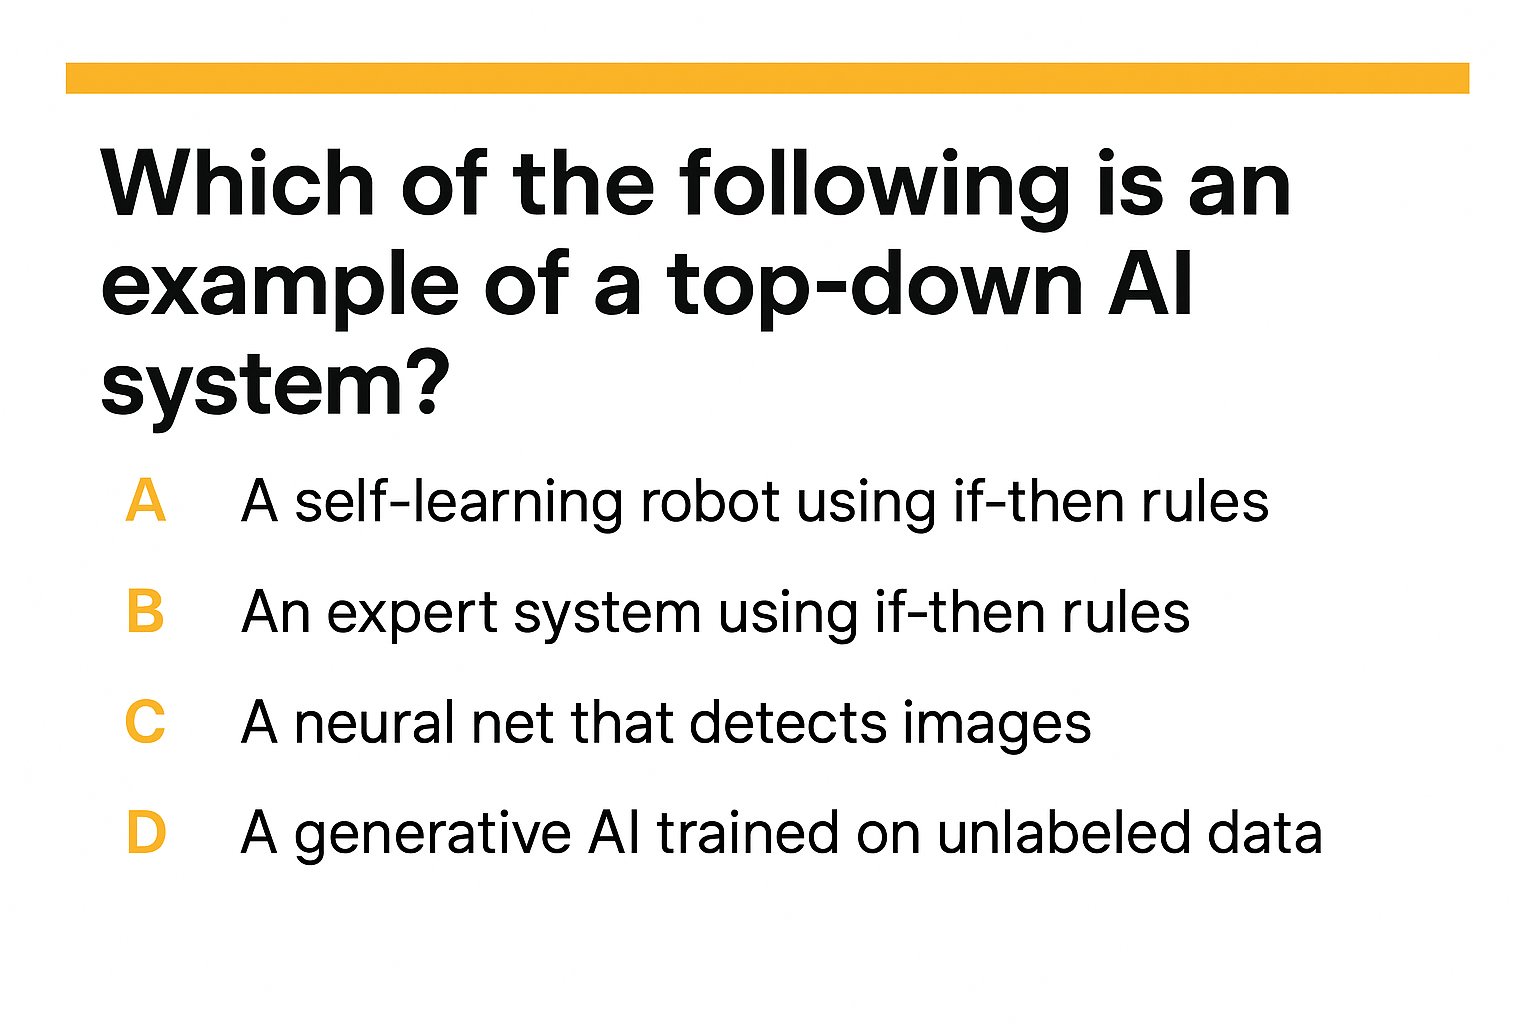 Which of the following is an
example of a top-down AI
system?
A A self-learning robot using if-then rules
B An expert system using if-then rules
C A neural net that detects images
D A generative AI trained on unlabeled data